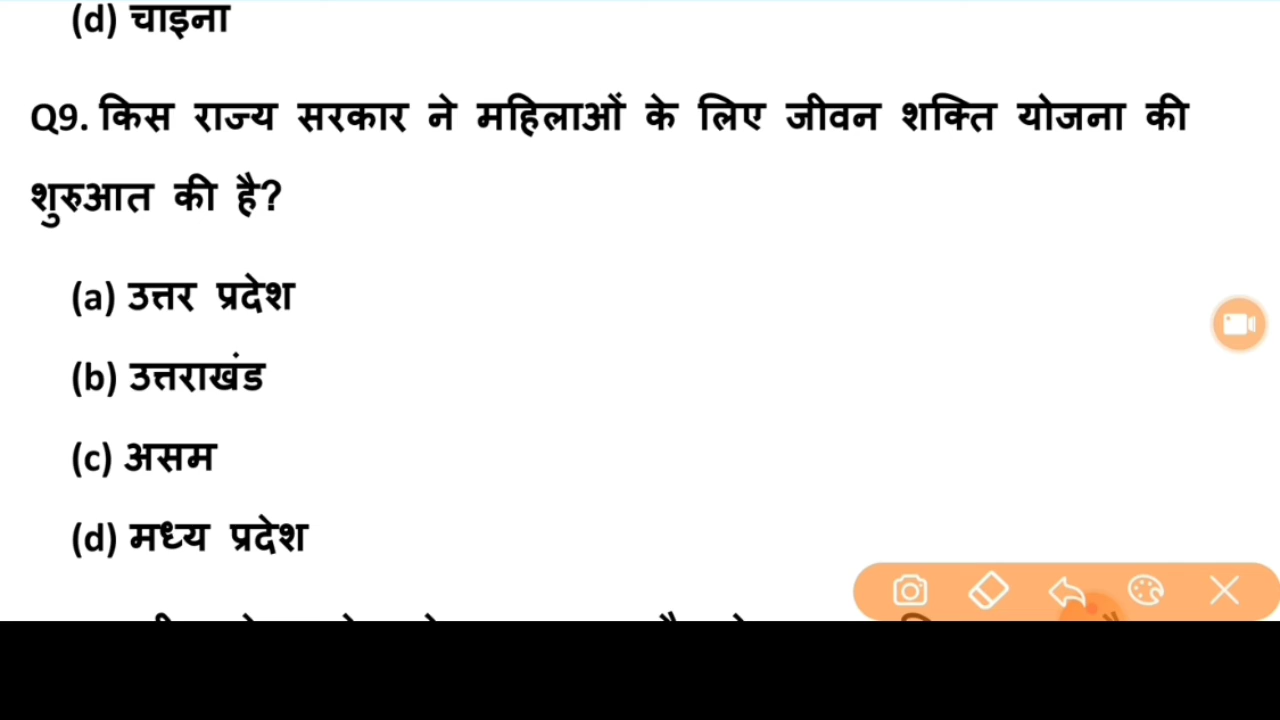 (d) चाइना
Q9. किस राज्य सरकार ने महिलाओं के लिए जीवन शक्ति योजना की
शुरुआत की है?
(a) उत्तर प्रदेश
(b) उत्तराखंड
(c) असम
(d) मध्य प्रदेश